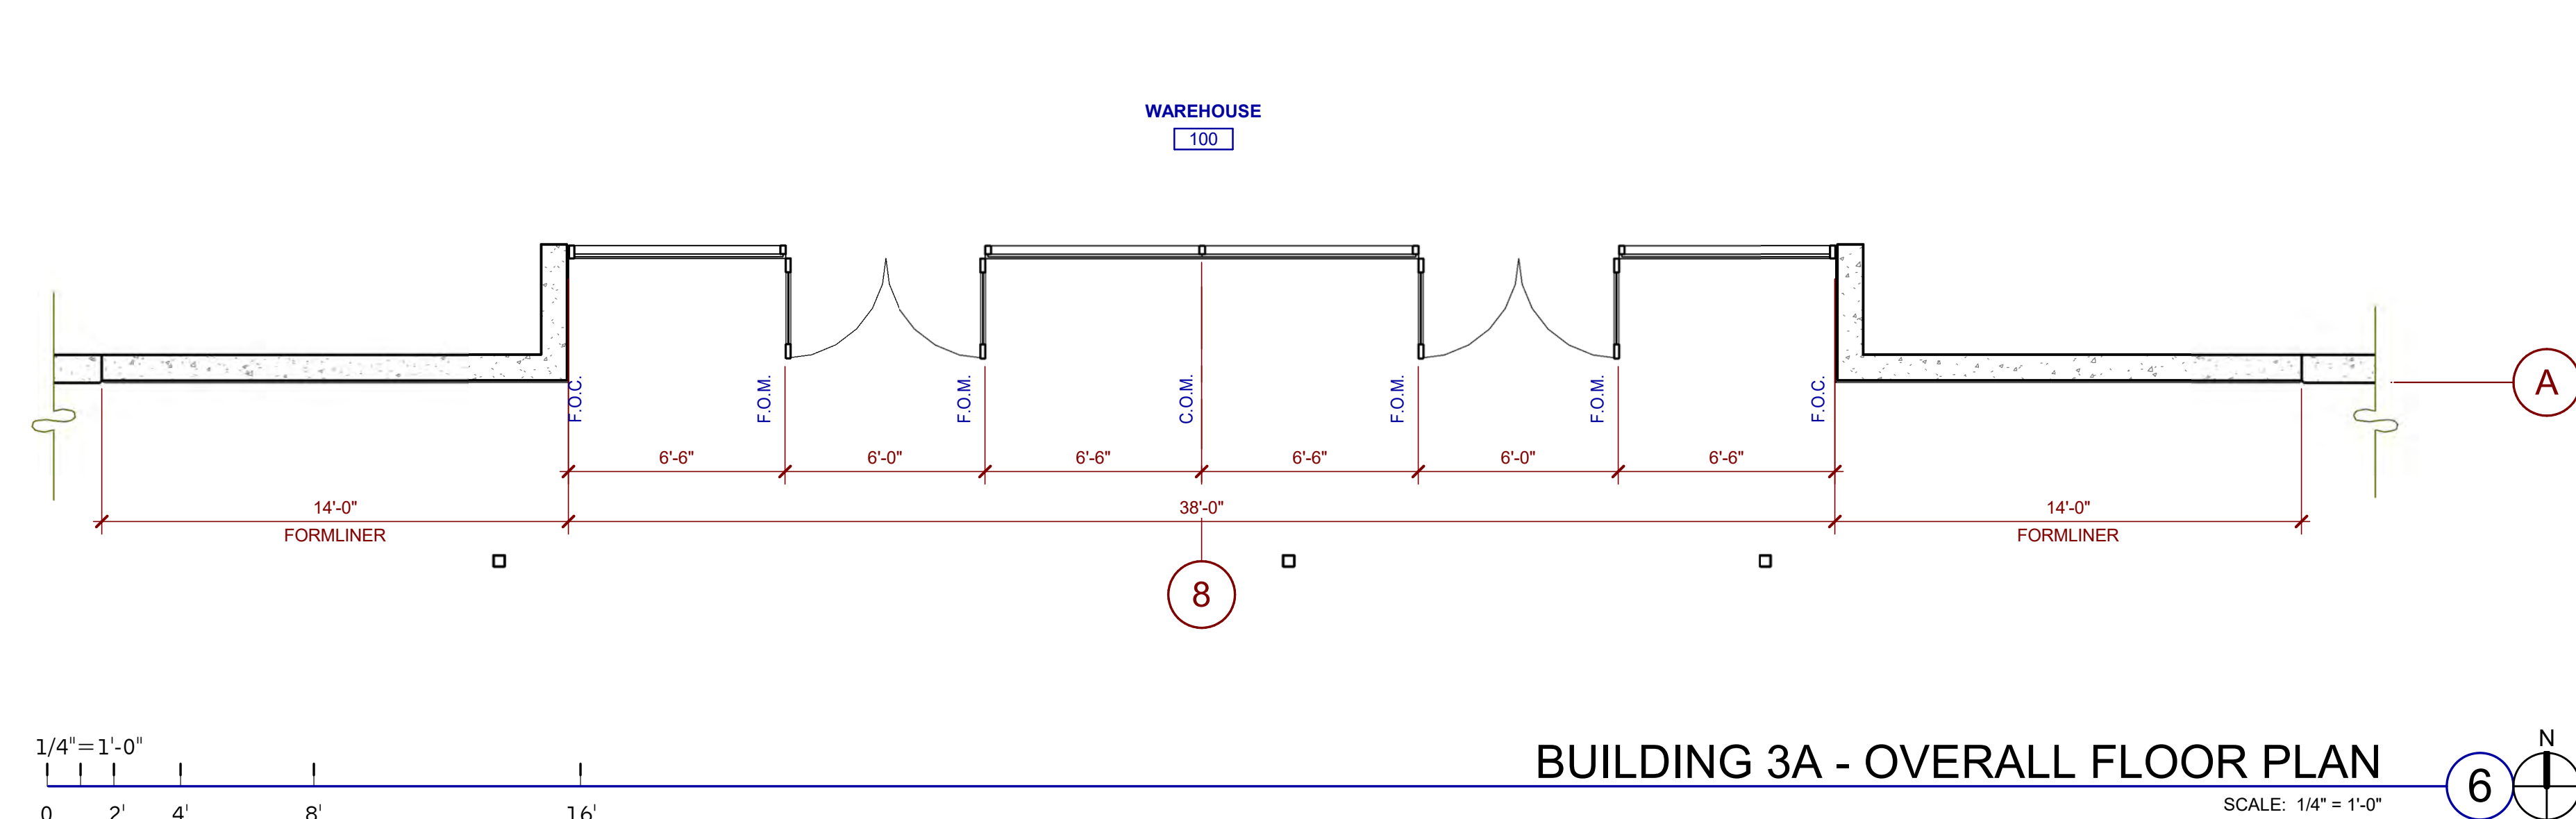 WAREHOUSE
100
F.O.C.
F.O.M.
F.O.M.
C.O.M.
F.O.M.
F.O.M.
F.O.C.
A
6'-6"
6'-0"
6'-6"
6'-6"
6'-0"
6'-6"
14'-0"
38'-0"
14'-0"
FORMLINER
FORMLINER
8
1/4"=1'-0"
0 2' 4' 8' 16'
BUILDING 3A - OVERALL FLOOR PLAN
6
N
SCALE: 1/4" = 1'-0"